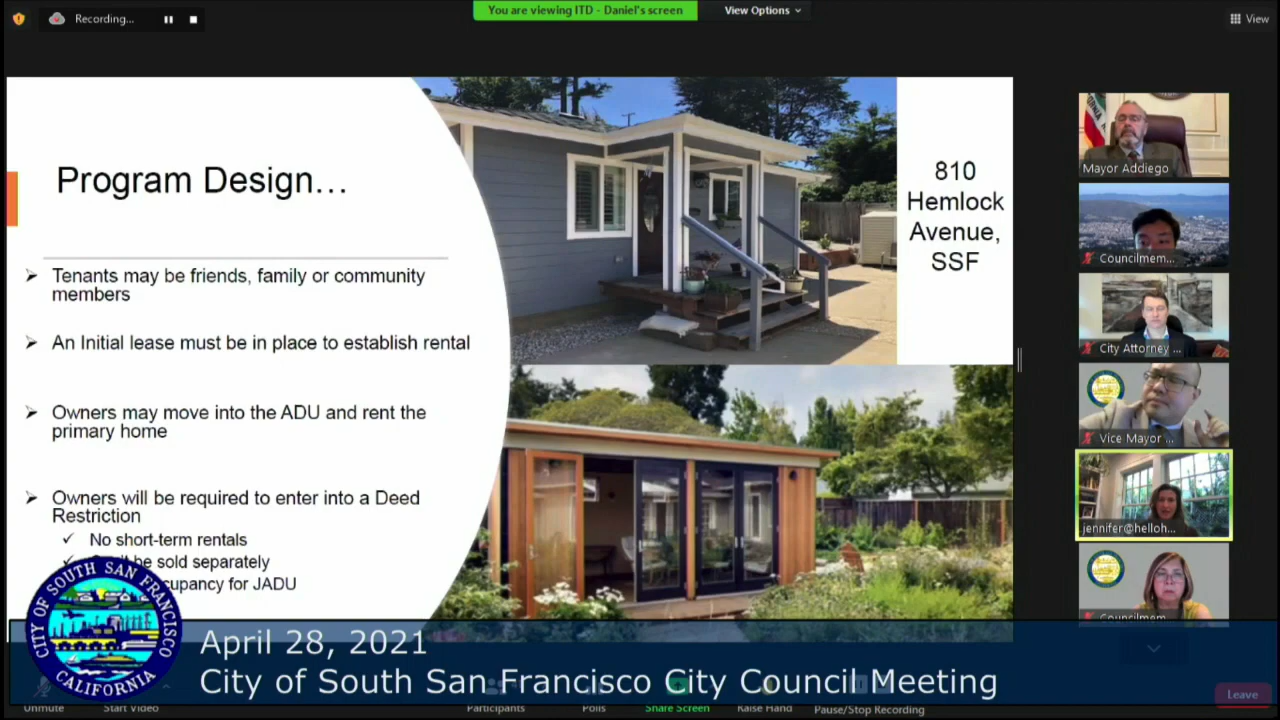 Recording...
You are viewing ITD - Daniel's screen
View Options
View
Program Design...
Tenants may be friends, family or community
members
An Initial lease must be in place to establish rental
Owners may move into the ADU and rent the
primary home
Owners will be required to enter into a Deed
Restriction
No short-term rentals
be sold separately
JADU
for
810
Hemlock
Avenue,
SSF
Mayor Addiego
Councilmem...
City Attorney ...
Vice Mayor ...
jennifer@helloh...
Councilmem...
CITY OF SOUTH SAN FRANCISCO
CALIFORNIA
April 28, 2021
City of South San Francisco City Council Meeting
Unmute
Start Video
Participants
Polls
Share Screen
Raise Hand
Pause/Stop Recording
Leave